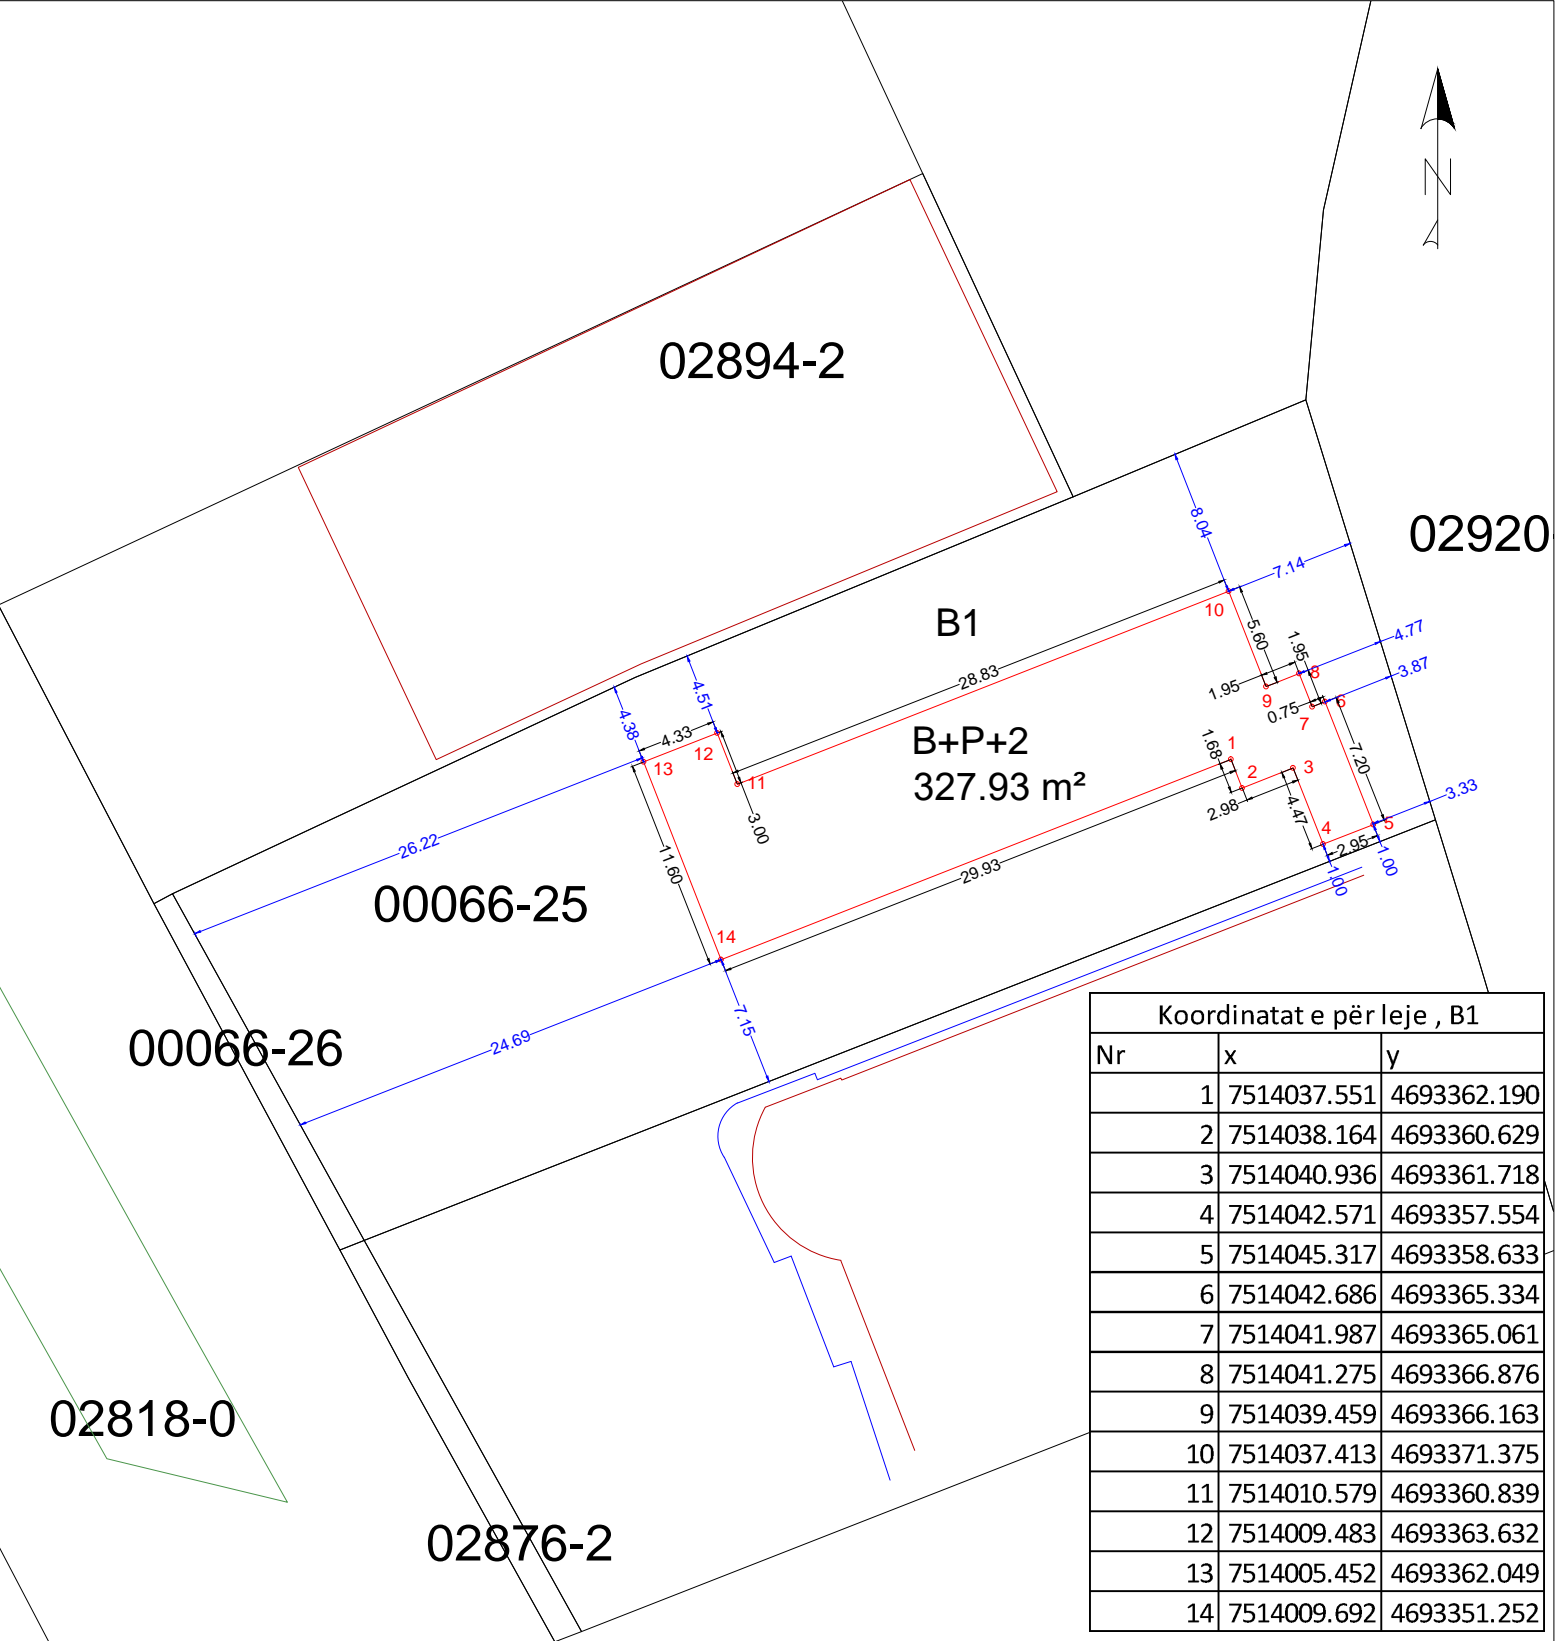 N
02894-2
02920
8.04
7.14
B1
10
5.60
1.95
8
4.77
3.87
28.83
4.51
4.38
4.33
12
13
1.95
9
0.75
7
6
B+P+2
327.93 m²
1
1.68
2
3
7.20
11
3.00
2.98
4.47
4
5
3.33
2.95
1.00
1.00
26.22
11.60
29.93
00066-25
14
24.69
7.15
00066-26
02818-0
02876-2
Koordinatat e për leje , B1
Nr x y
1 7514037.551 4693362.190
2 7514038.164 4693360.629
3 7514040.936 4693361.718
4 7514042.571 4693357.554
5 7514045.317 4693358.633
6 7514042.686 4693365.334
7 7514041.987 4693365.061
8 7514041.275 4693366.876
9 7514039.459 4693366.163
10 7514037.413 4693371.375
11 7514010.579 4693360.839
12 7514009.483 4693363.632
13 7514005.452 4693362.049
14 7514009.692 4693351.252